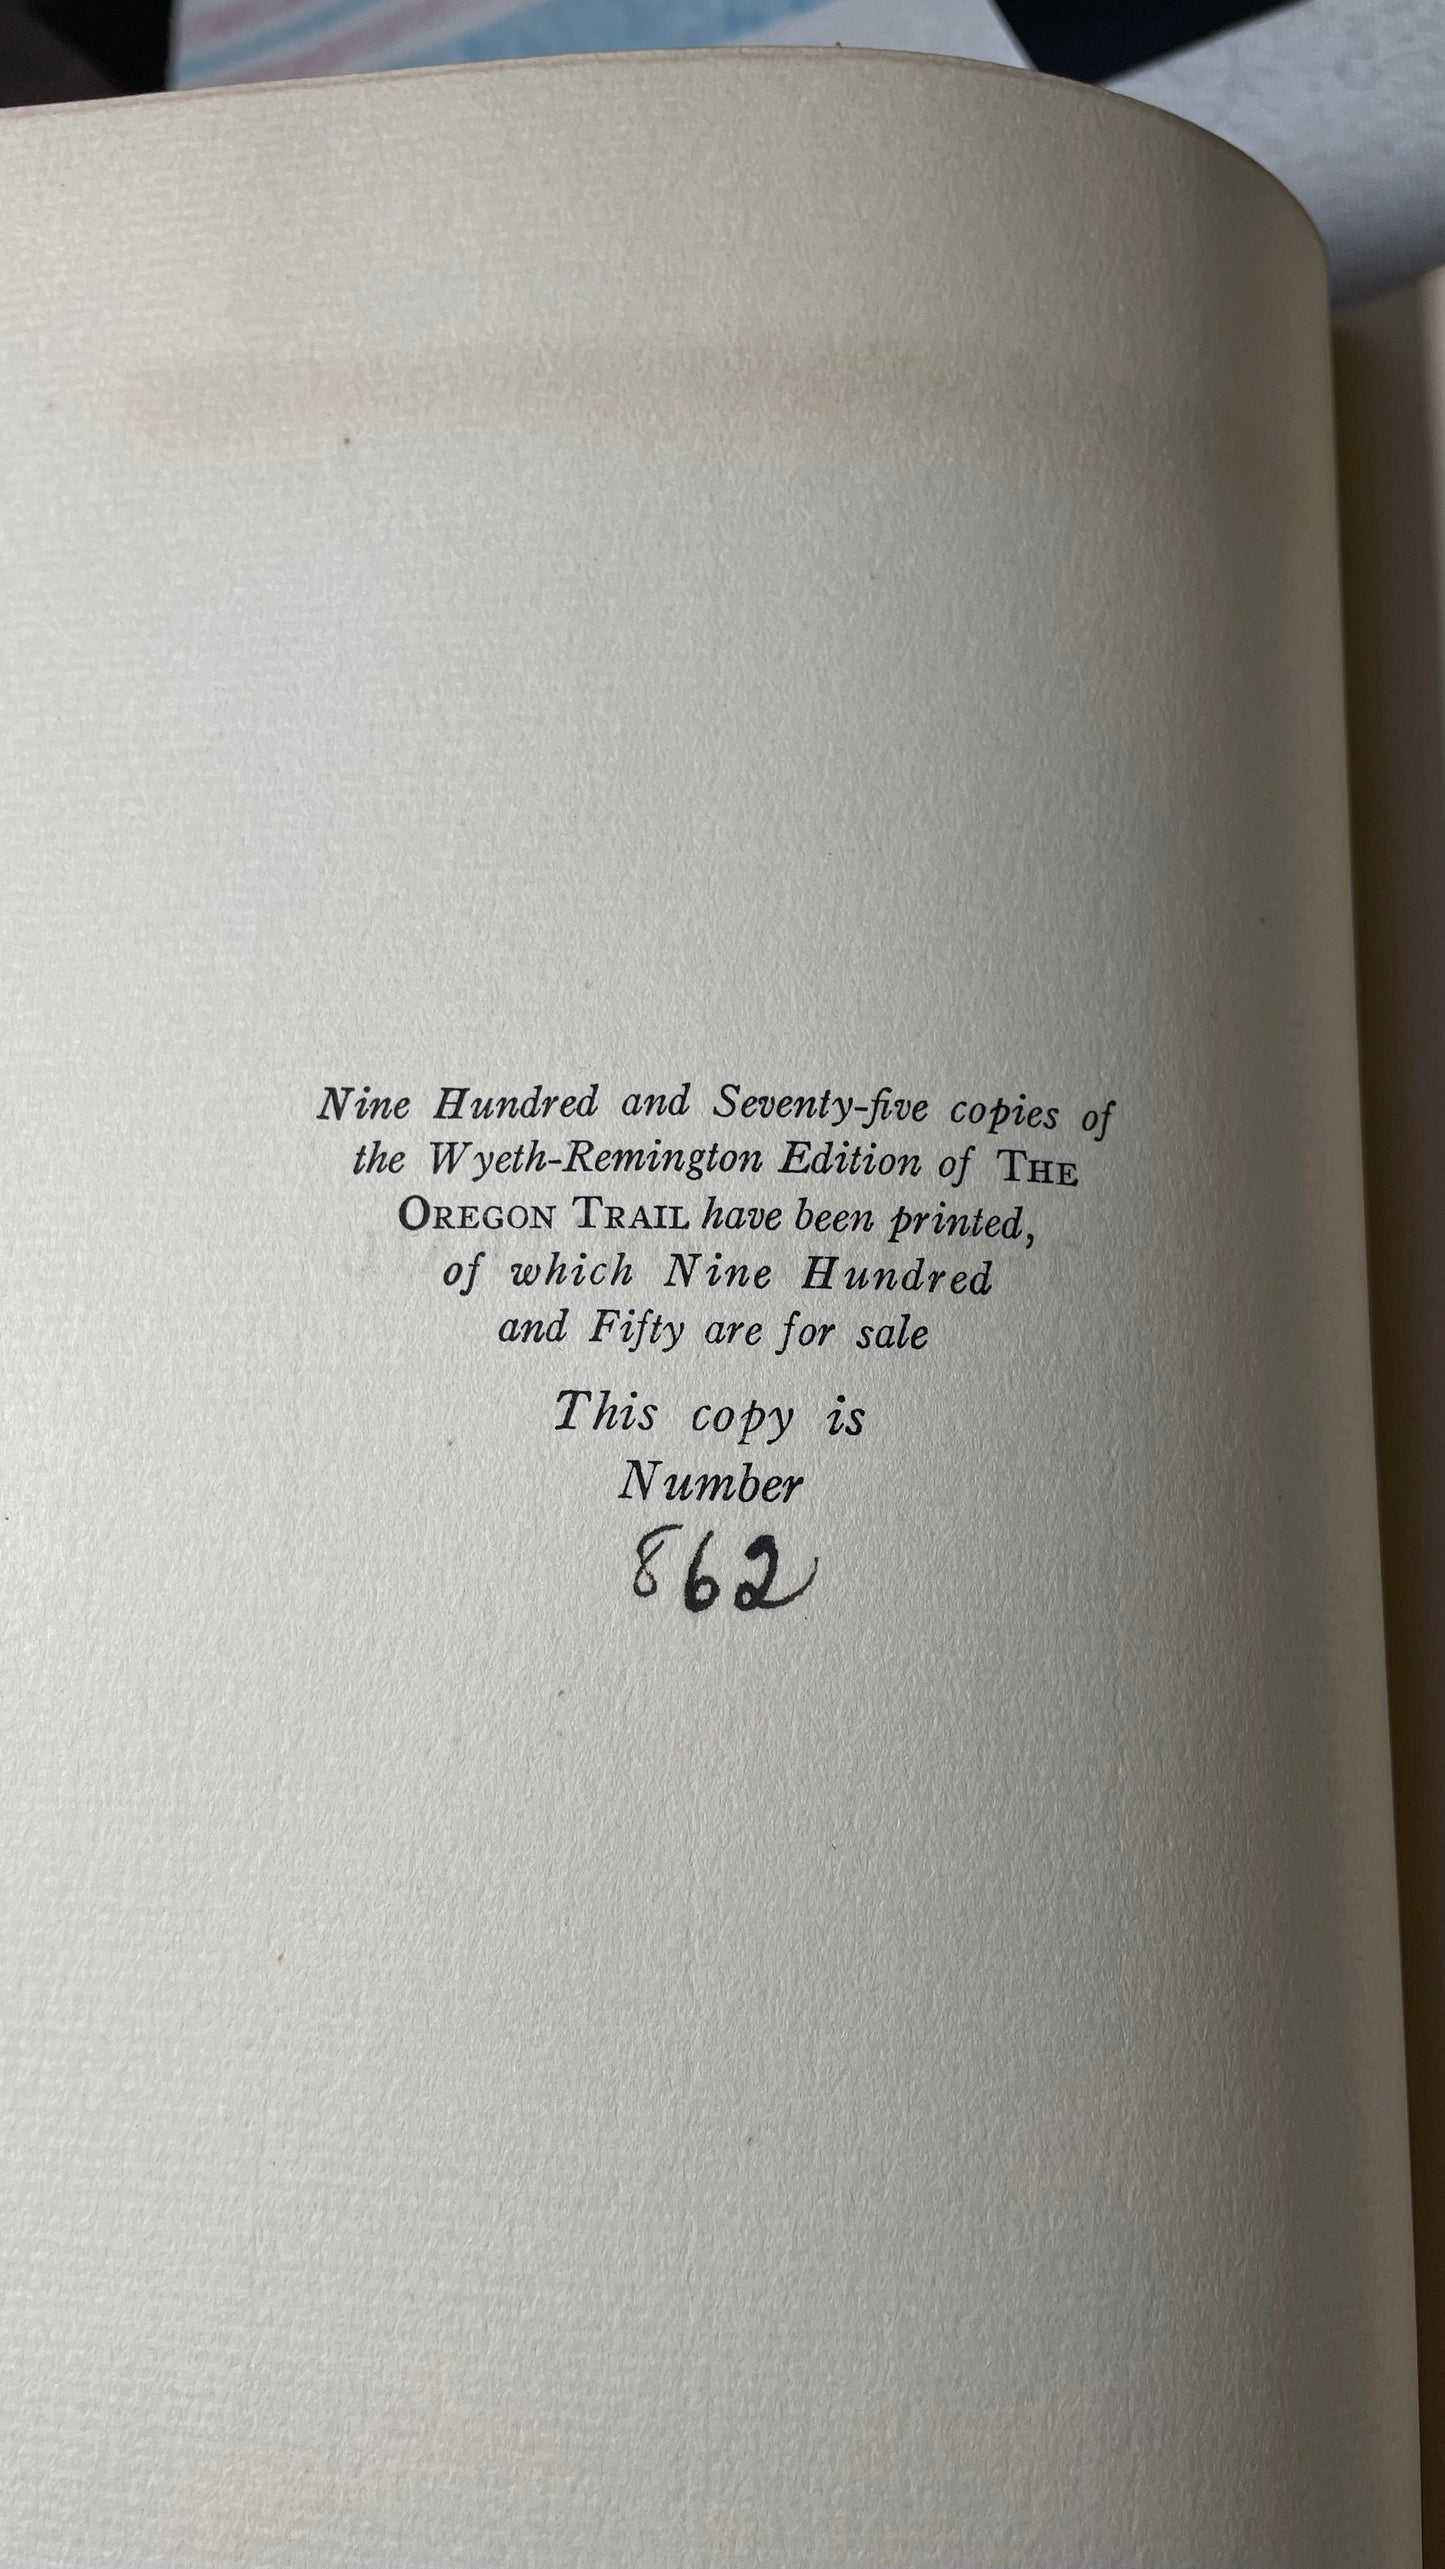 Nine Hundred and Seventy-five copies of
the Wyeth-Remington Edition of THE
OREGON TRAIL have been printed,
of which Nine Hundred
and Fifty are for sale
This copy is
Number
862